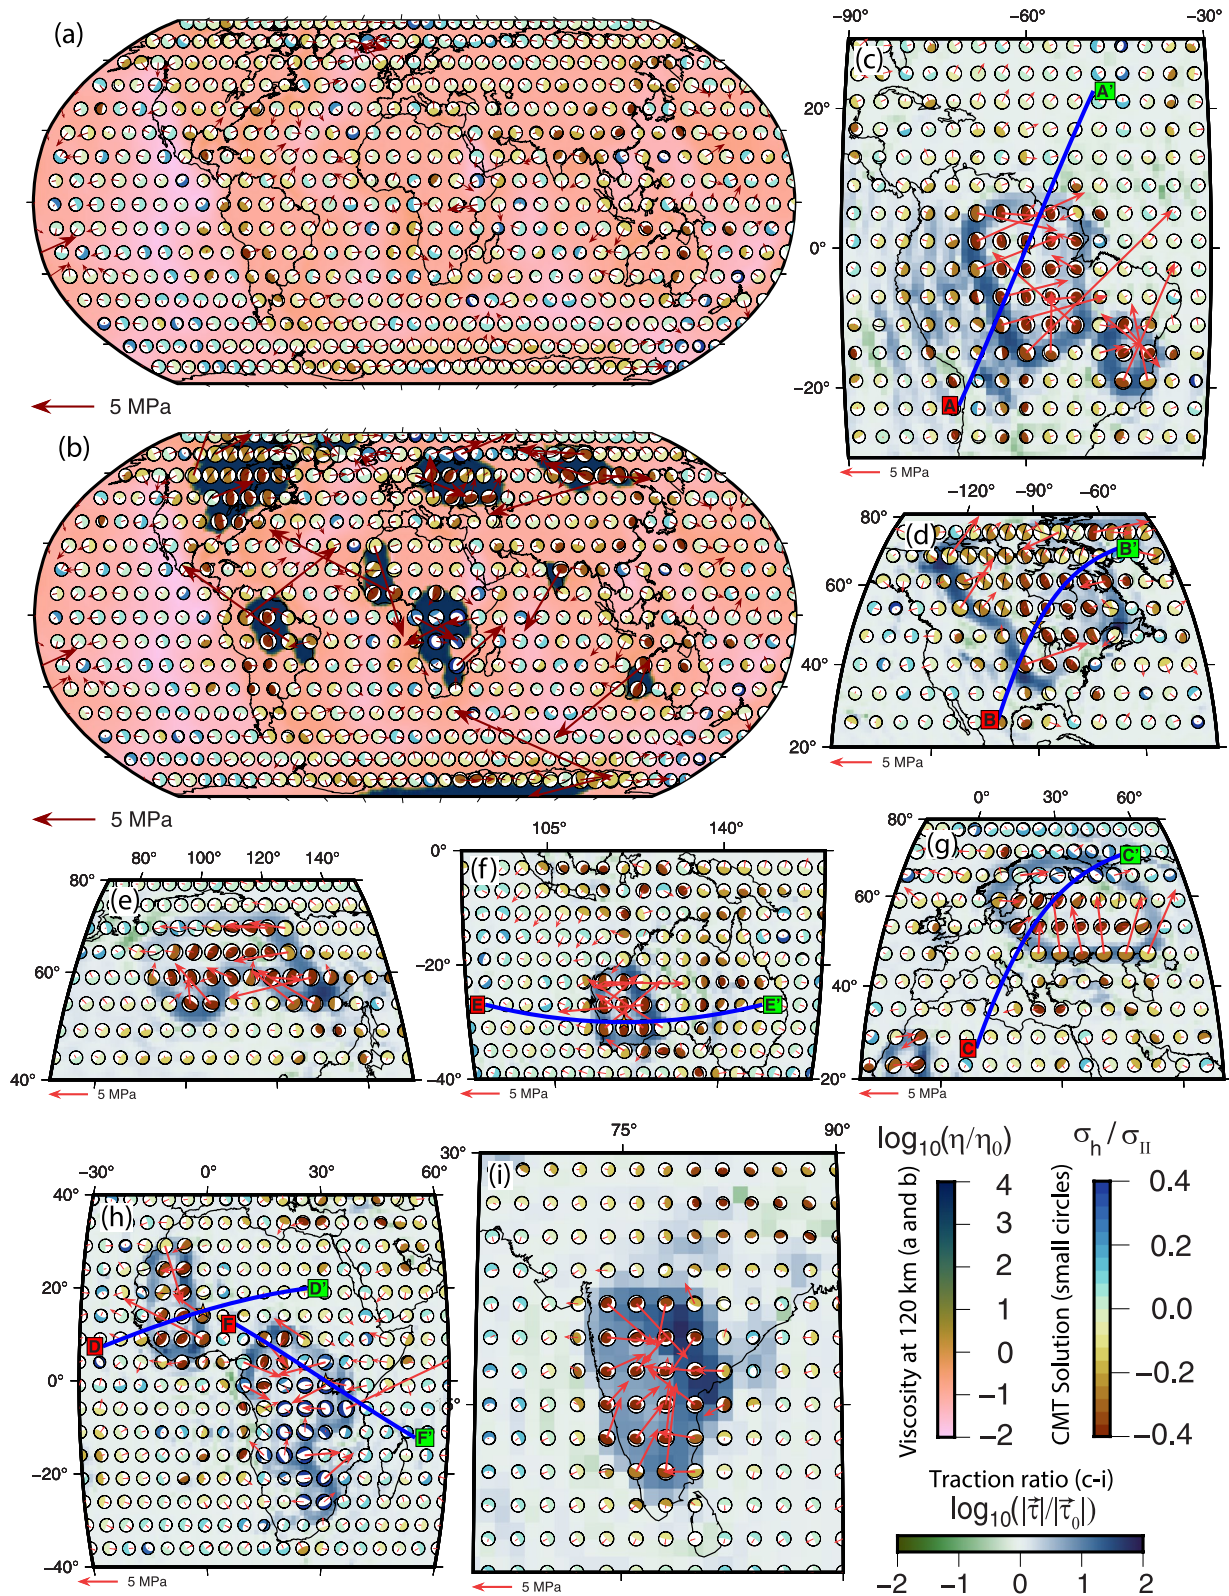 (a)
5 MPa
(b)
5 MPa
−90° −60° −30°
(c)
A'
20°
0°
−20°
A
5 MPa
−120° −90° −60°
80°
(d)
B'
60°
40°
B
20°
5 MPa
80° 100° 120° 140°
80°
(e)
60°
40°
5 MPa
105° 140°
0°
(f)
−20°
E
E'
−40°
5 MPa
0° 30° 60°
80°
(g)
C'
60°
40°
C
20°
5 MPa
−30° 0° 30° 60°
40°
(h)
20°
D'
D
F
0°
F'
−20°
−40°
5 MPa
75° 90°
30°
(i)
5 MPa
log10(η/η0)
Viscosity at 120 km (a and b)
4
3
2
1
0
−1
−2
σh / σII
CMT Solution (small circles)
0.4
0.2
0.0
−0.2
−0.4
Traction ratio (c-i)
log10(|τ⃗|/|τ⃗0|)
−2 −1 0 1 2